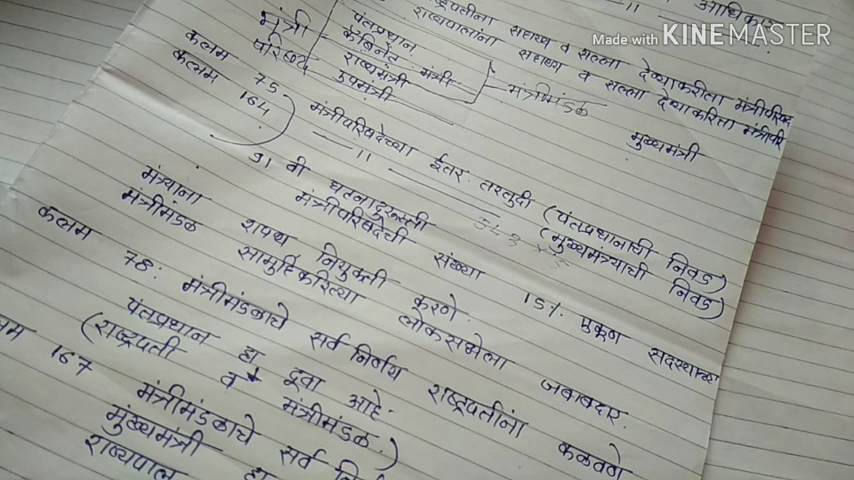 Made with KINEMASTER
॥ आधिकार
राष्ट्रपतींना सहाय्य व सल्ला देण्याकरीता मंत्रीपरिषद
राज्यपालांना सहाय्य व सल्ला देण्याकरिता मंत्रीपरि
मंत्री परिषद
पंतप्रधान
कॅबिनेट मंत्री
राज्यमंत्री
उपमंत्री
मंत्रीमंडळ
मुख्यमंत्री
कलम 75 मंत्रीपरिषदेच्या ईतर तरतुदी (पंतप्रधानाची निवड)
कलम 164 — ॥ — (मुख्यमंत्र्याची निवड)
91 वी घटनादुरुस्ती 543
मंत्रीपरिषदेची संख्या 15% एकूण सदस्यांच्या
मंत्र्यांना शपथ नियुक्ती करणे.
मंत्रीमंडळ सामुहिकरित्या लोकसभेला जबाबदार.
कलम 78: मंत्रीमंडळाचे सर्व निर्णय राष्ट्रपतींना कळवणे
पंतप्रधान हा दुवा आहे.
(राष्ट्रपती व मंत्रीमंडळ.)
167 मंत्रीमंडळाचे सर्व
मुख्यमंत्री हा
राज्यपाल